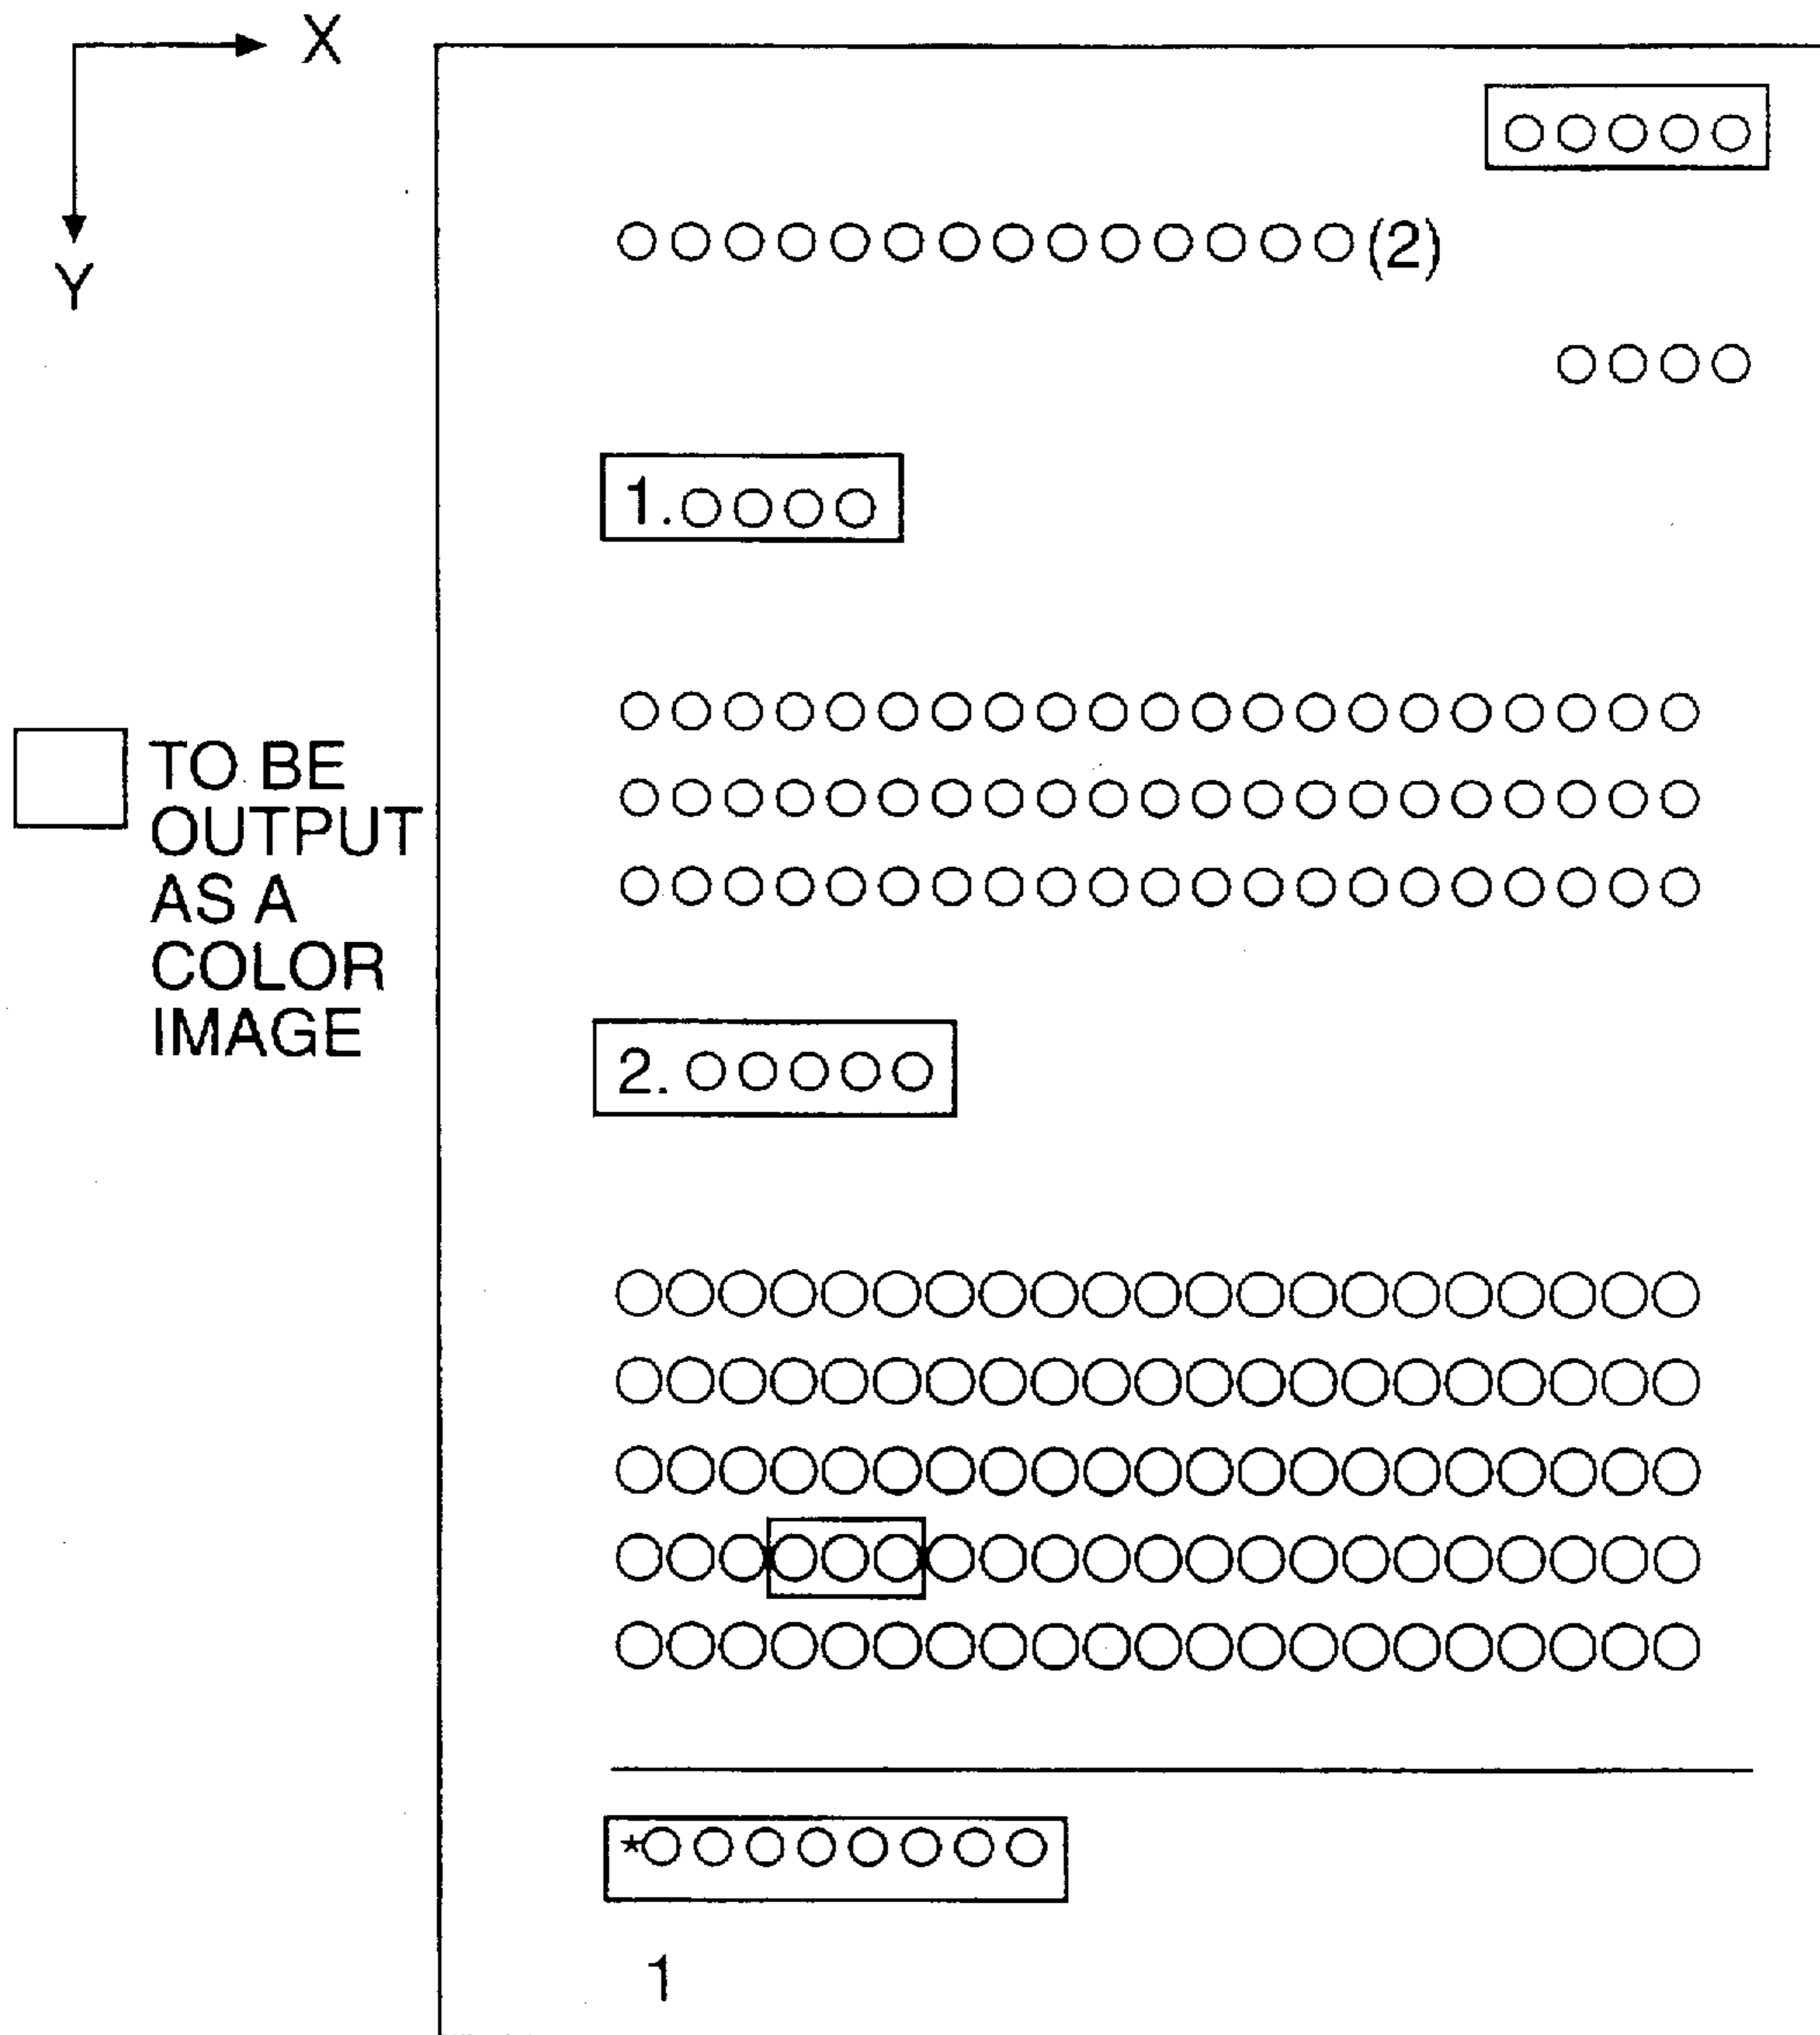 X
Y
○○○○○
○○○○○○○○○○○○○○(2)
○○○○
1.○○○○
○○○○○○○○○○○○○○○○○○○○○
○○○○○○○○○○○○○○○○○○○○○
○○○○○○○○○○○○○○○○○○○○○
TO BE
OUTPUT
AS A
COLOR
IMAGE
2. ○○○○○
○○○○○○○○○○○○○○○○○○○○○
○○○○○○○○○○○○○○○○○○○○○
○○○○○○○○○○○○○○○○○○○○○
○○○○○○○○○○○○○○○○○○○○○
○○○○○○○○○○○○○○○○○○○○○
*○○○○○○○○
1